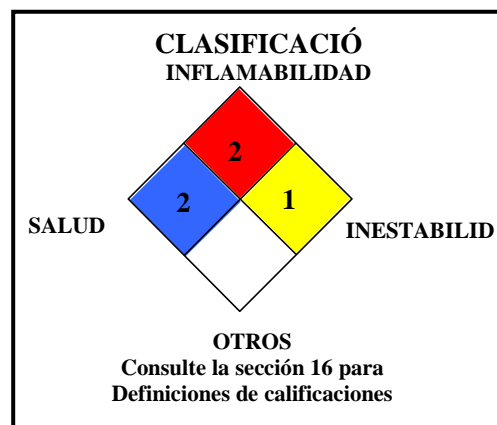 CLASIFICACIÓ
INFLAMABILIDAD
2
2
1
SALUD
INESTABILID
OTROS
Consulte la sección 16 para
Definiciones de calificaciones